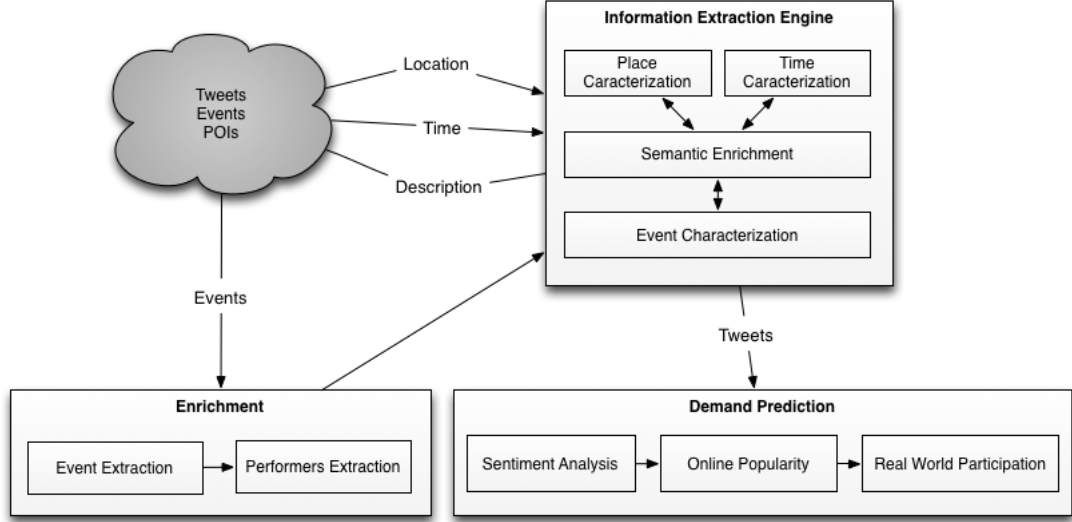 Information Extraction Engine
Place
Caracterization
Time
Caracterization
Location
Tweets
Events
POIs
Time
Semantic Enrichment
Description
Event Characterization
Events
Tweets
Enrichment
Event Extraction
Performers Extraction
Demand Prediction
Sentiment Analysis
Online Popularity
Real World Participation